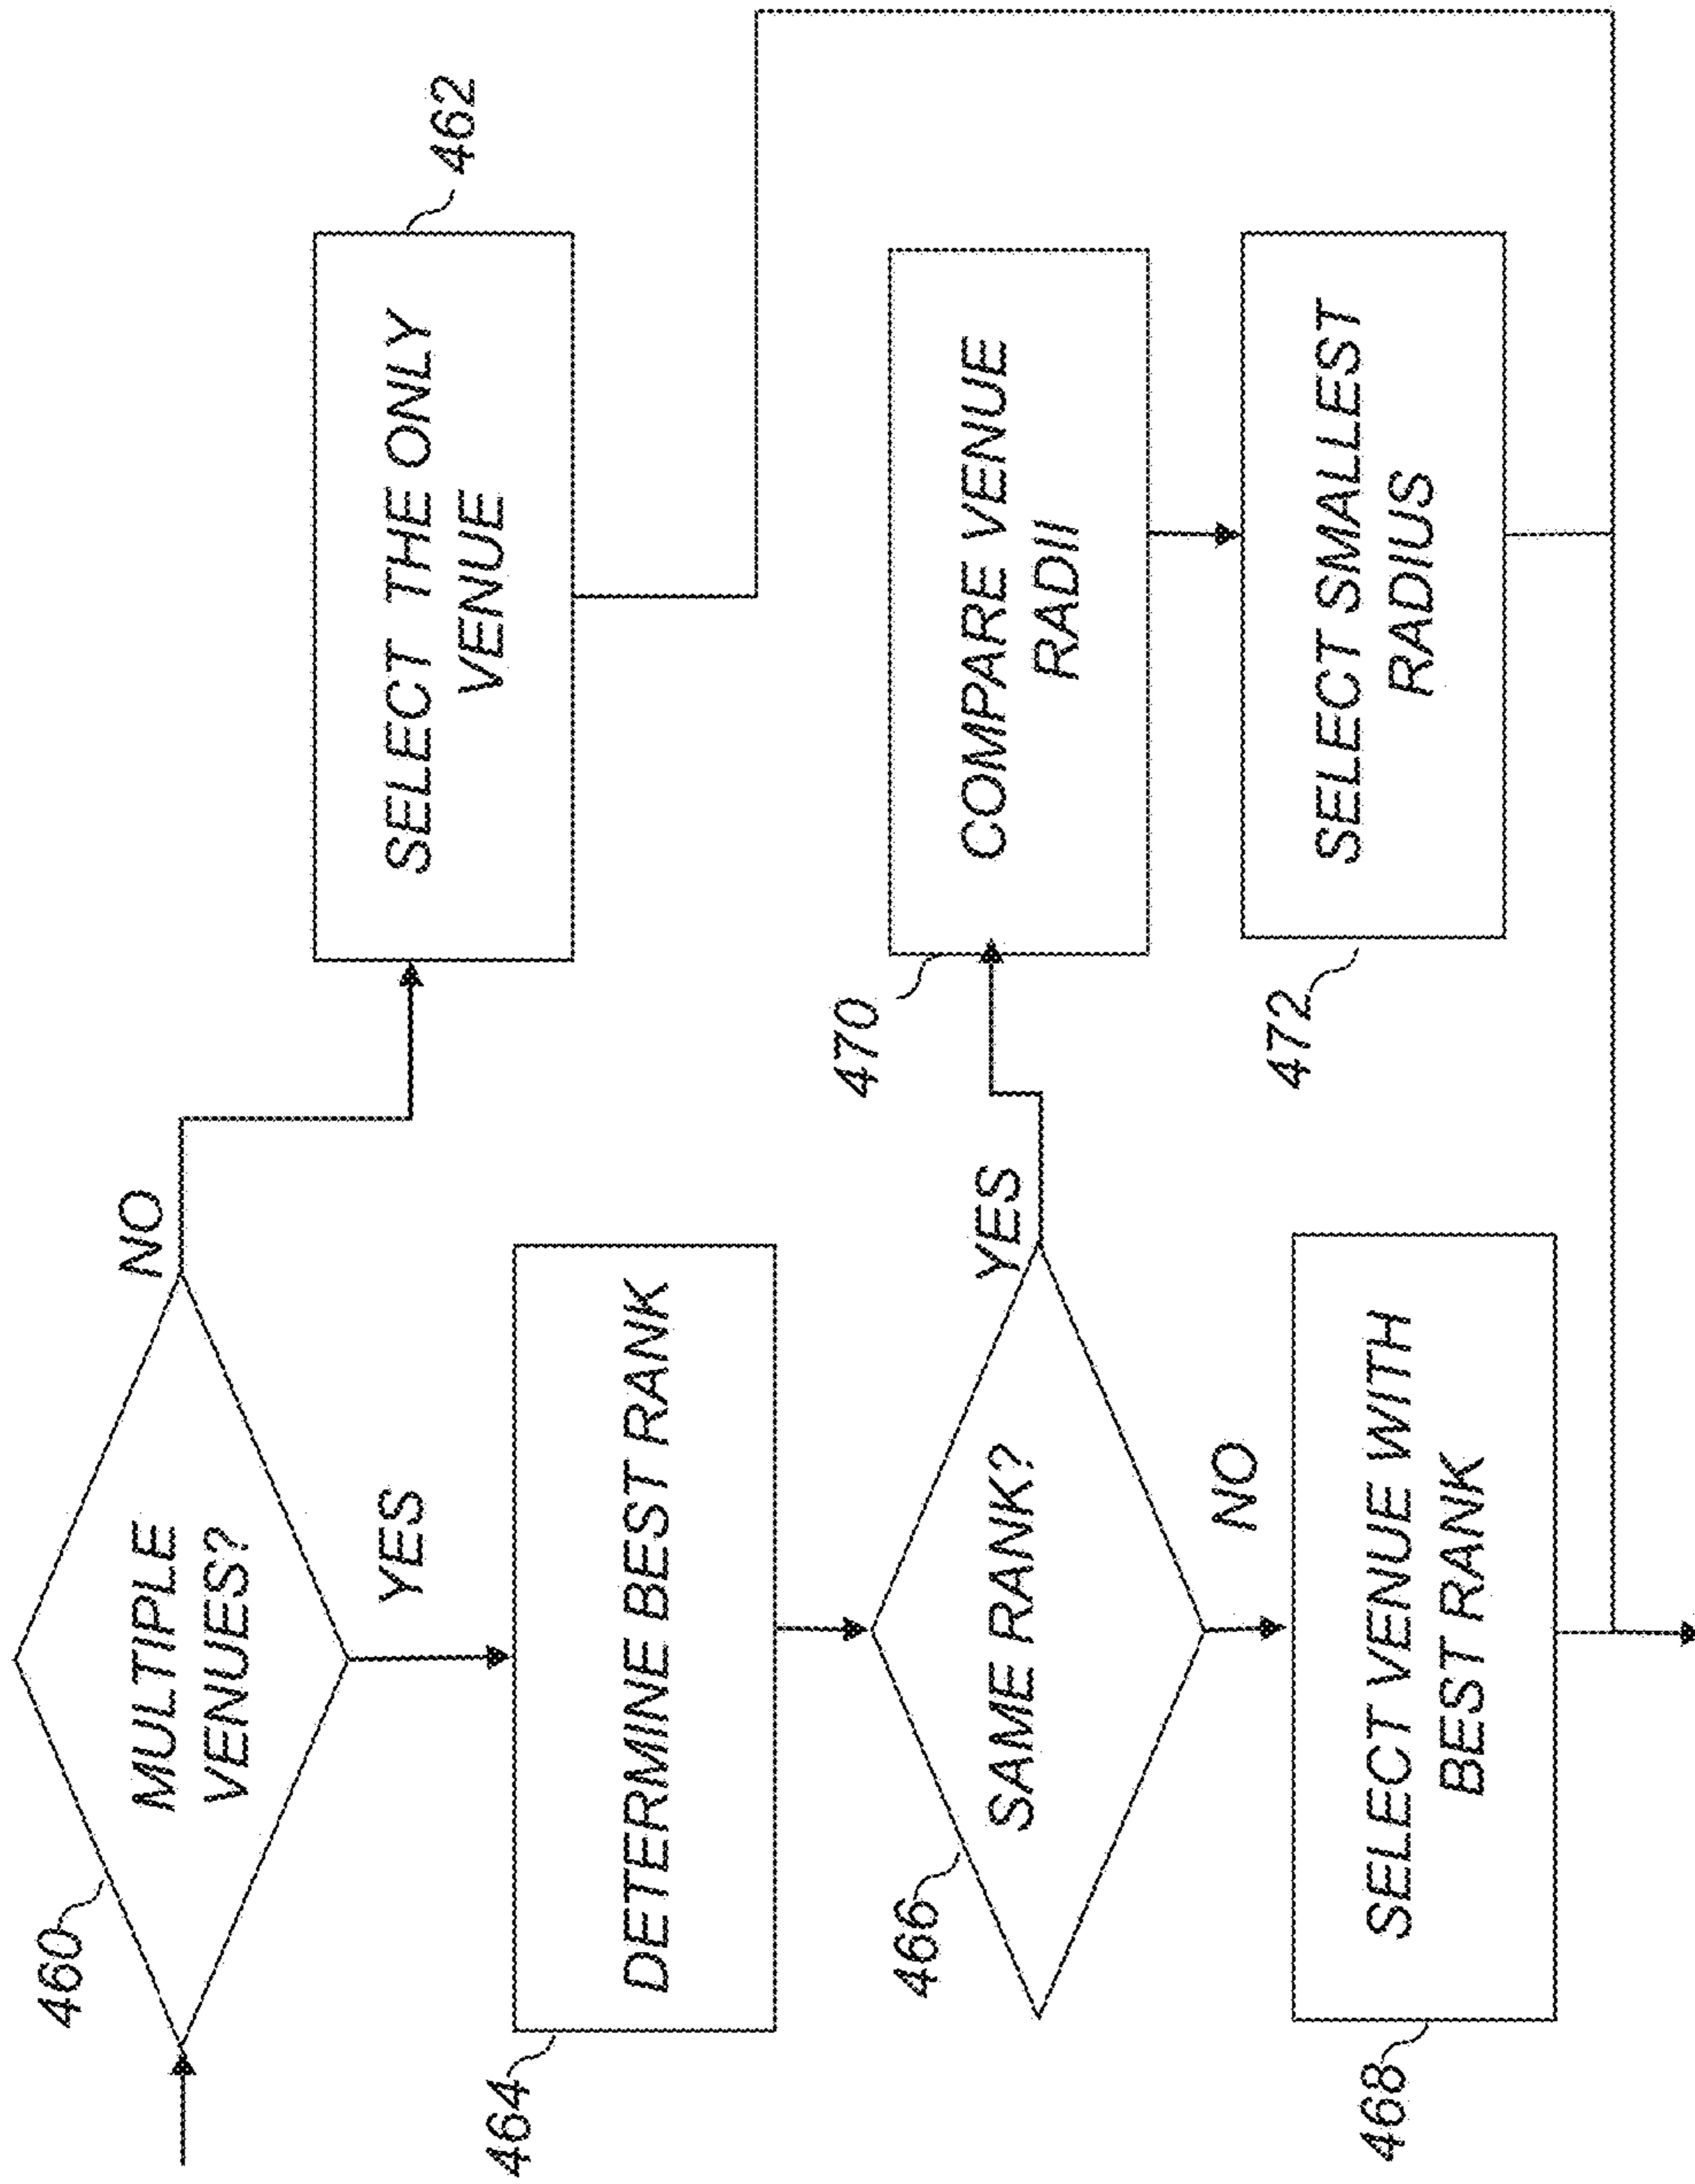 460
MULTIPLE
VENUES?
NO
YES
462
SELECT THE ONLY
VENUE
464
DETERMINE BEST RANK
466
SAME RANK?
YES
NO
470
COMPARE VENUE
RADII
472
SELECT SMALLEST
RADIUS
468
SELECT VENUE WITH
BEST RANK